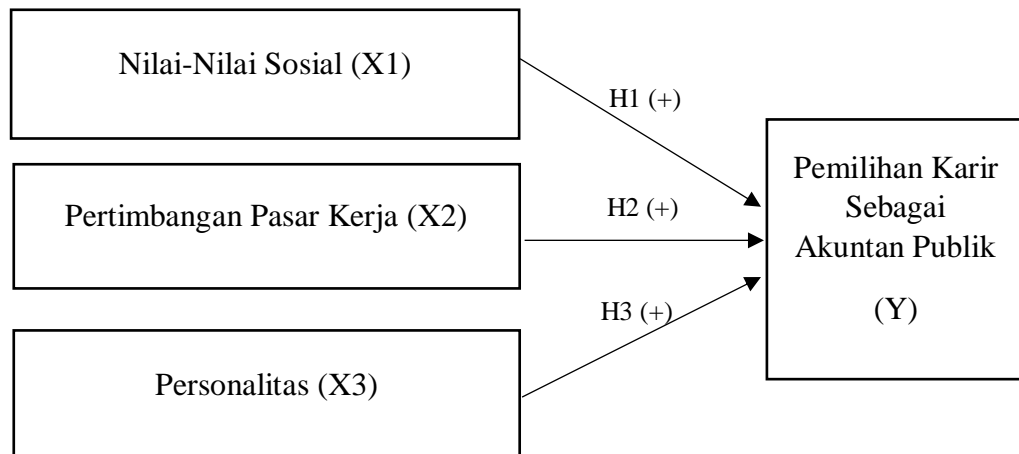 Nilai-Nilai Sosial (X1)
H1 (+)
Pertimbangan Pasar Kerja (X2)
H2 (+)
Personalitas (X3)
H3 (+)
Pemilihan Karir
Sebagai
Akuntan Publik
(Y)